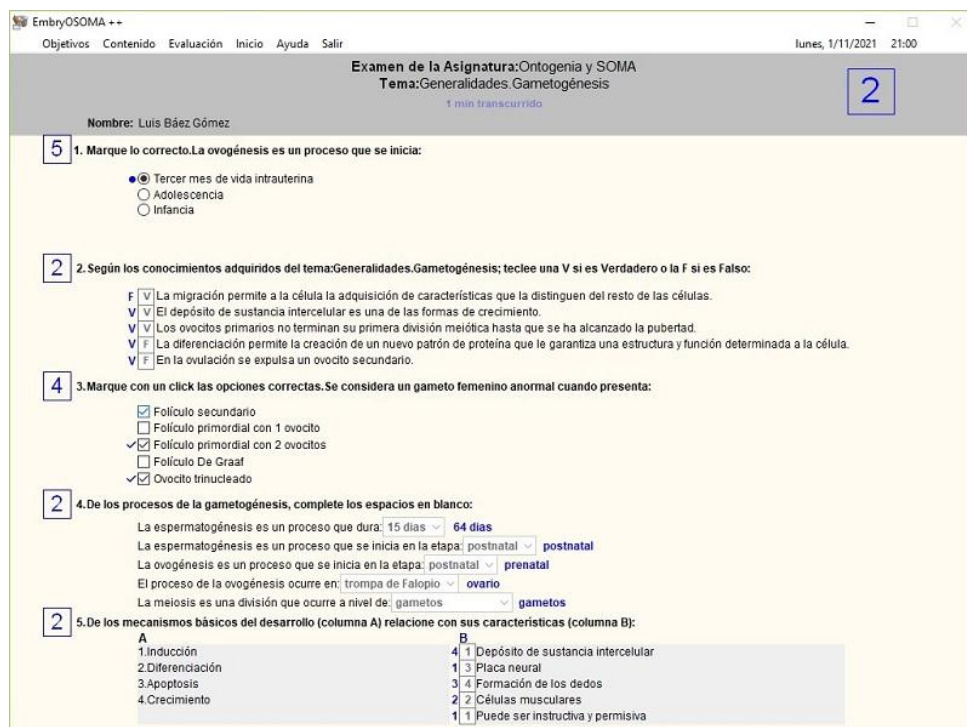 EmbryOSOMA ++
Objetivos Contenido Evaluación Inicio Ayuda Salir lunes, 1/11/2021 21:00
Examen de la Asignatura:Ontogenia y SOMA
Tema:Generalidades.Gametogénesis
2
1 min transcurrido
Nombre: Luis Báez Gómez
5 1. Marque lo correcto.La ovogénesis es un proceso que se inicia:
Tercer mes de vida intrauterina
Adolescencia
Infancia
2 2.Según los conocimientos adquiridos del tema:Generalidades.Gametogénesis; teclee una V si es Verdadero o la F si es Falso:
F V La migración permite a la célula la adquisición de características que la distinguen del resto de las células.
V V El depósito de sustancia intercelular es una de las formas de crecimiento.
V V Los ovocitos primarios no terminan su primera división meiótica hasta que se ha alcanzado la pubertad.
V F La diferenciación permite la creación de un nuevo patrón de proteína que le garantiza una estructura y función determinada a la célula.
V F En la ovulación se expulsa un ovocito secundario.
4 3.Marque con un click las opciones correctas.Se considera un gameto femenino anormal cuando presenta:
Folículo secundario
Folículo primordial con 1 ovocito
Folículo primordial con 2 ovocitos
Folículo De Graaf
Ovocito trinucleado
2 4.De los procesos de la gametogénesis, complete los espacios en blanco:
La espermatogénesis es un proceso que dura: 15 dias 64 dias
La espermatogénesis es un proceso que se inicia en la etapa: postnatal postnatal
La ovogénesis es un proceso que se inicia en la etapa: postnatal prenatal
El proceso de la ovogénesis ocurre en: trompa de Falopio ovario
La meiosis es una división que ocurre a nivel de: gametos gametos
2 5.De los mecanismos básicos del desarrollo (columna A) relacione con sus características (columna B):
A B
1.Inducción 4 1 Depósito de sustancia intercelular
2.Diferenciación 1 3 Placa neural
3.Apoptosis 3 4 Formación de los dedos
4.Crecimiento 2 2 Células musculares
1 1 Puede ser instructiva y permisiva